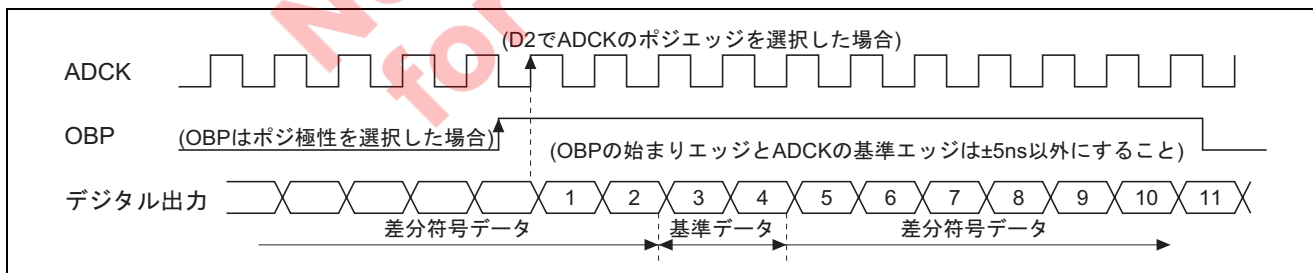 No
for
(D2でADCKのポジエッジを選択した場合)
ADCK
OBP
(OBPはポジ極性を選択した場合)
(OBPの始まりエッジとADCKの基準エッジは±5ns以外にすること)
デジタル出力
1 2 3 4 5 6 7 8 9 10 11
差分符号データ 基準データ 差分符号データ